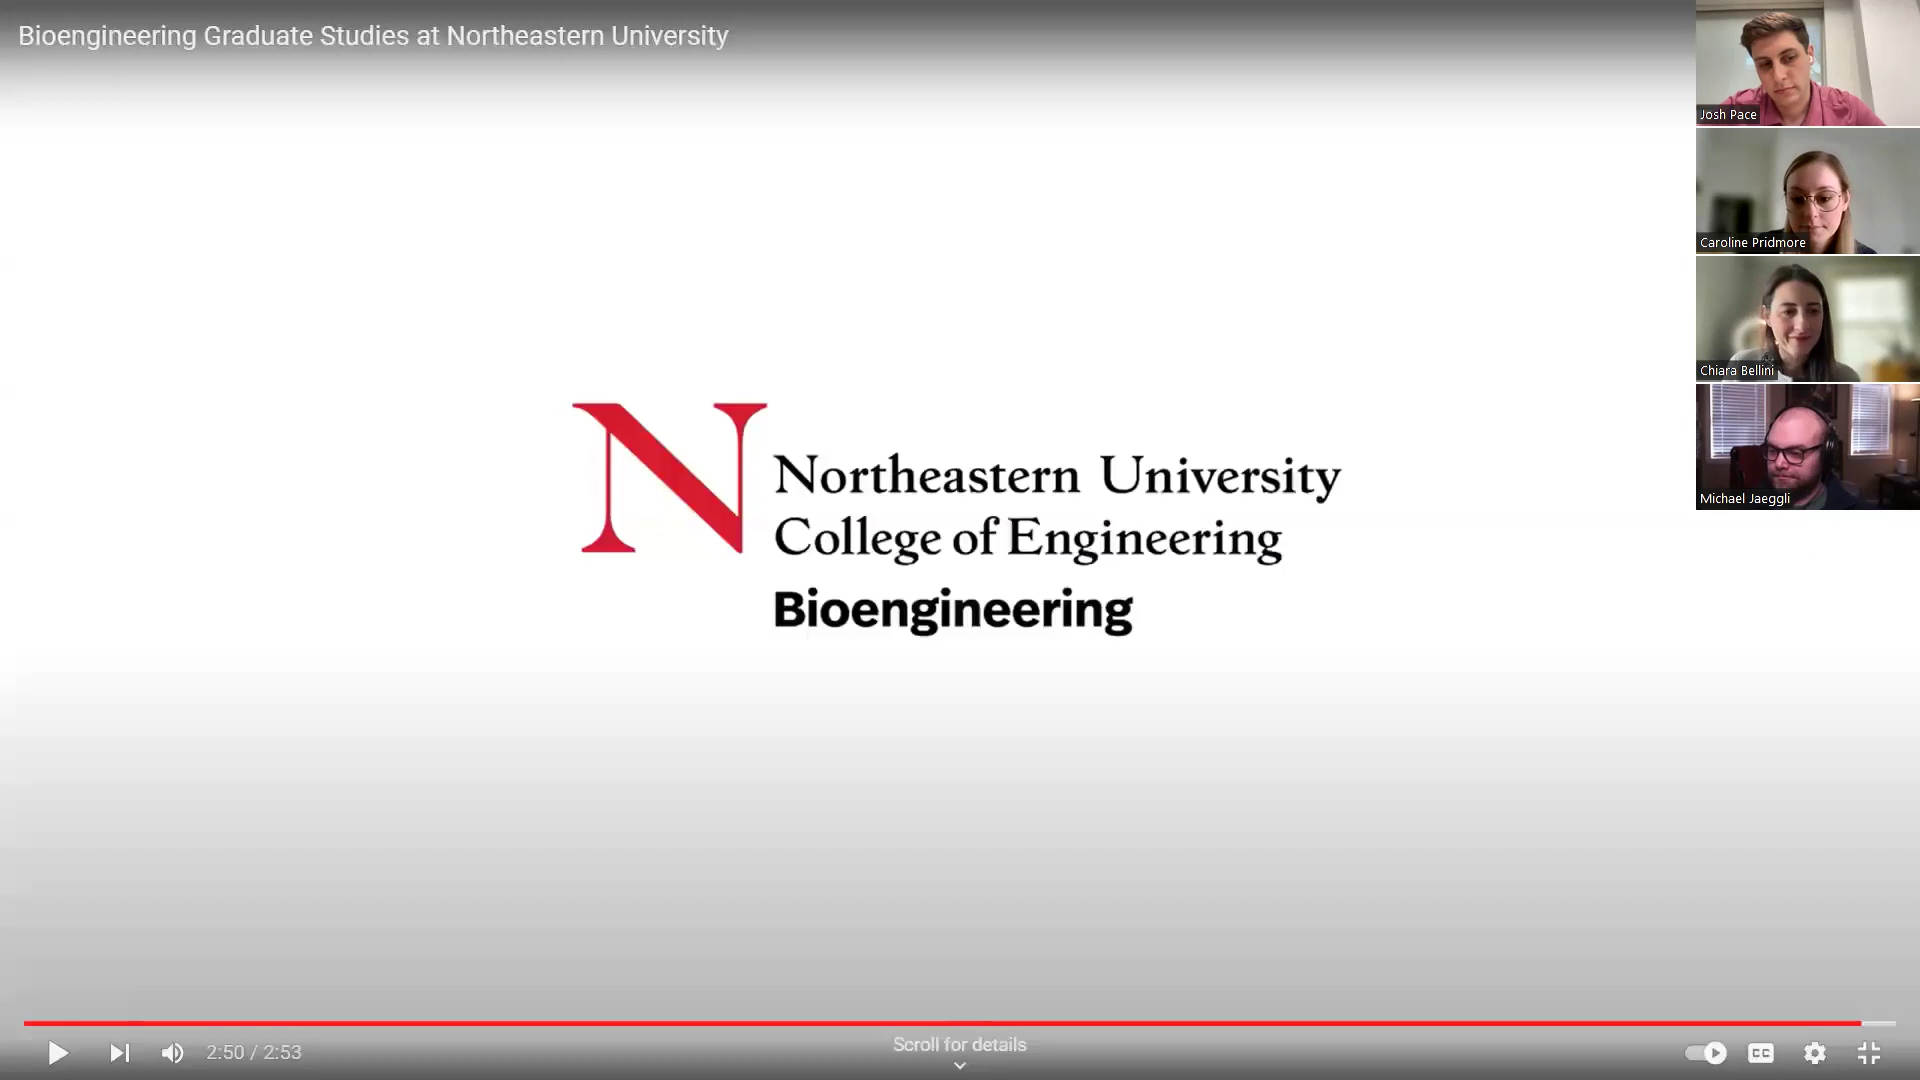 Bioengineering Graduate Studies at Northeastern University
Josh Pace
Caroline Pridmore
Chiara Bellini
Michael Jaeggli
N
Northeastern University
College of Engineering
Bioengineering
Scroll for details
2:50 / 2:53
CC